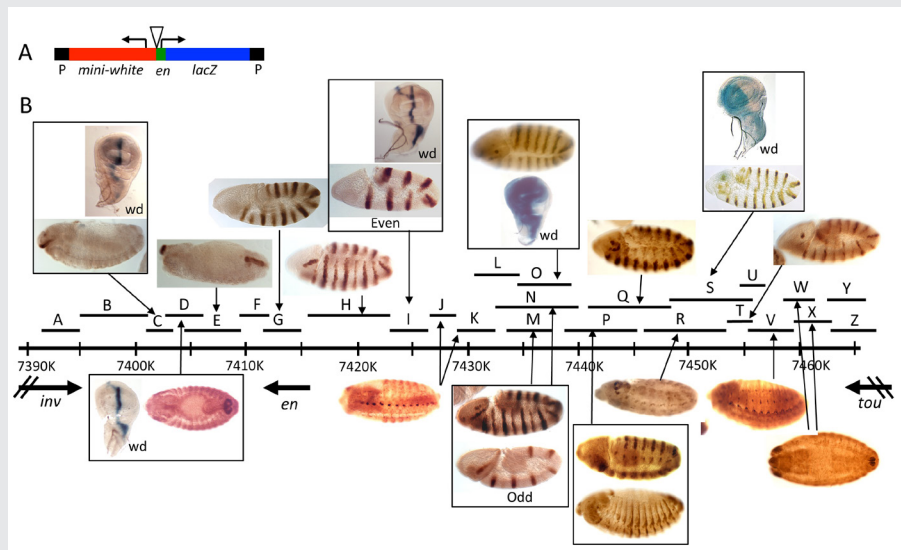 A
P mini-white en lacZ P
B
wd
wd
Even
wd
wd
L
O
U
W
Y
N
Q
S
B
D
F
H
J
A
C
E
G
I
K
M
P
R
T
V
X
Z
7390K 7400K 7410K 7420K 7430K 7440K 7450K 7460K
inv
en
tou
wd
Odd